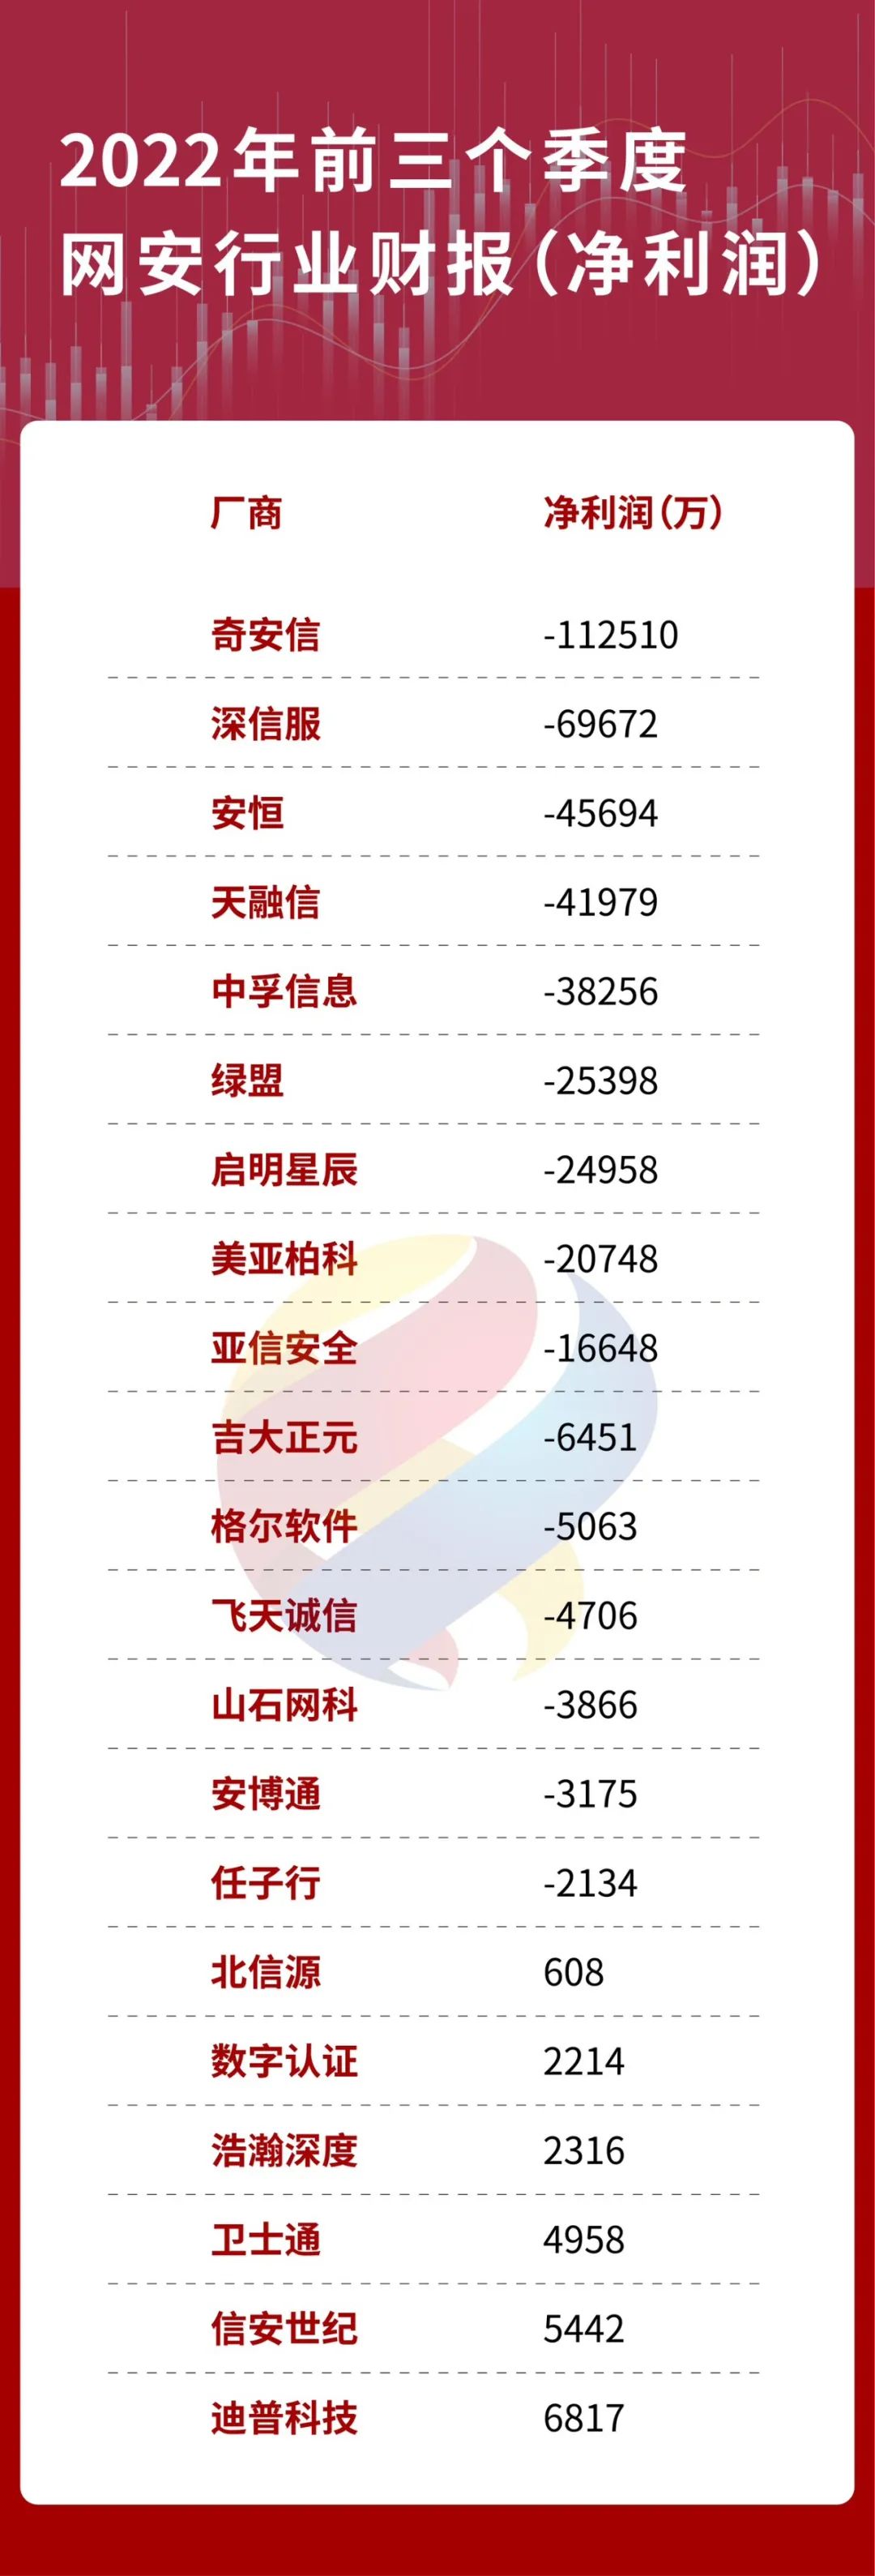 2022年前三个季度
网安行业财报（净利润）
厂商 净利润（万）
奇安信 -112510
深信服 -69672
安恒 -45694
天融信 -41979
中孚信息 -38256
绿盟 -25398
启明星辰 -24958
美亚柏科 -20748
亚信安全 -16648
吉大正元 -6451
格尔软件 -5063
飞天诚信 -4706
山石网科 -3866
安博通 -3175
任子行 -2134
北信源 608
数字认证 2214
浩瀚深度 2316
卫士通 4958
信安世纪 5442
迪普科技 6817